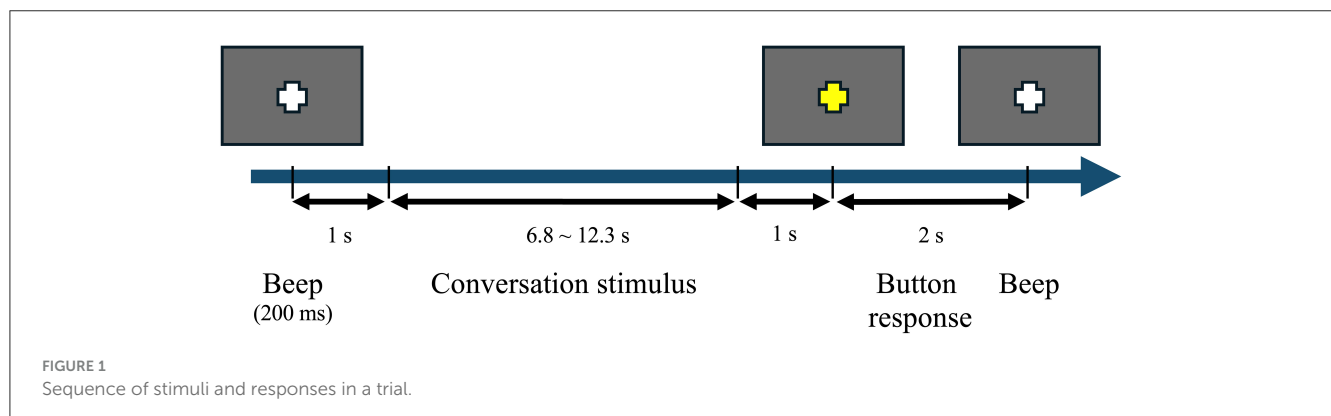 1 s
6.8 ~ 12.3 s
1 s
2 s
Beep
(200 ms)
Conversation stimulus
Button
response
Beep
FIGURE 1
Sequence of stimuli and responses in a trial.